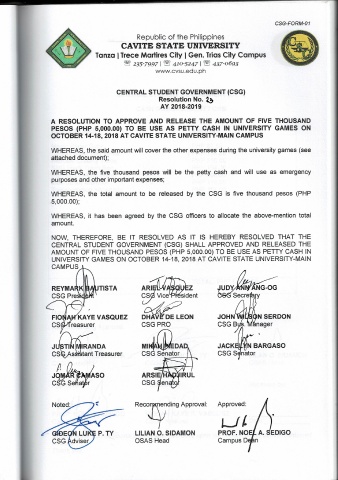 CSG-FORM-01
Republic of the Philippines
CAVITE STATE UNIVERSITY
Tanza | Trece Martires City | Gen. Trias City Campus
☏ 235-7997 | ☏ 410-5247 | ☏ 437-0693
www.cvsu.edu.ph
CENTRAL STUDENT GOVERNMENT (CSG)
Resolution No.
AY 2018-2019
A RESOLUTION TO APPROVE AND RELEASE THE AMOUNT OF FIVE THOUSAND
PESOS (PHP 5,000.00) TO BE USE AS PETTY CASH IN UNIVERSITY GAMES ON
OCTOBER 14-18, 2018 AT CAVITE STATE UNIVERSITY-MAIN CAMPUS
WHEREAS, the said amount will cover the other expenses during the university games (see
attached document);
WHEREAS, the five thousand pesos will be the petty cash and will use as emergency
purposes and other important expenses;
WHEREAS, the total amount to be released by the CSG is five thousand pesos (PHP
5,000.00);
WHEREAS, it has been agreed by the CSG officers to allocate the above-mention total
amount.
NOW, THEREFORE, BE IT RESOLVED AS IT IS HEREBY RESOLVED THAT THE
CENTRAL STUDENT GOVERNMENT (CSG) SHALL APPROVED AND RELEASED THE
AMOUNT OF FIVE THOUSAND PESOS (PHP 5,000.00) TO BE USE AS PETTY CASH IN
UNIVERSITY GAMES ON OCTOBER 14-18, 2018 AT CAVITE STATE UNIVERSITY-MAIN
CAMPUS.
REYMARK BAUTISTA ARIEL VASQUEZ JUDY ANN ANG-OG
CSG President CSG Vice President CSG Secretary
FIONAH KAYE VASQUEZ DHAVE DE LEON JOHN WILSON SERDON
CSG Treasurer CSG PRO CSG Bus. Manager
JUSTIN MIRANDA JACKELYN BARGASO
CSG Assistant Treasurer CSG Senator CSG Senator
JOMAR CAMASO
CSG Senator CSG Senator
Noted: Recommending Approval: Approved:
GIDEON LUKE P. TY LILIAN O. SIDAMON PROF. NOEL A. SEDIGO
CSG Adviser OSAS Head Campus Dean